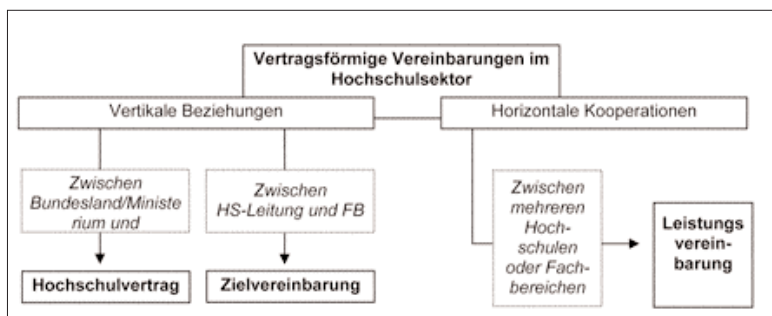 Vertragsförmige Vereinbarungen im
Hochschulsektor
Vertikale Beziehungen
Horizontale Kooperationen
Zwischen
Bundesland/Ministe
rium und
Zwischen
HS-Leitung und FB
Zwischen
mehreren
Hoch-
schulen
oder Fach-
bereichen
Leistungs
verein-
barung
Hochschulvertrag
Zielvereinbarung